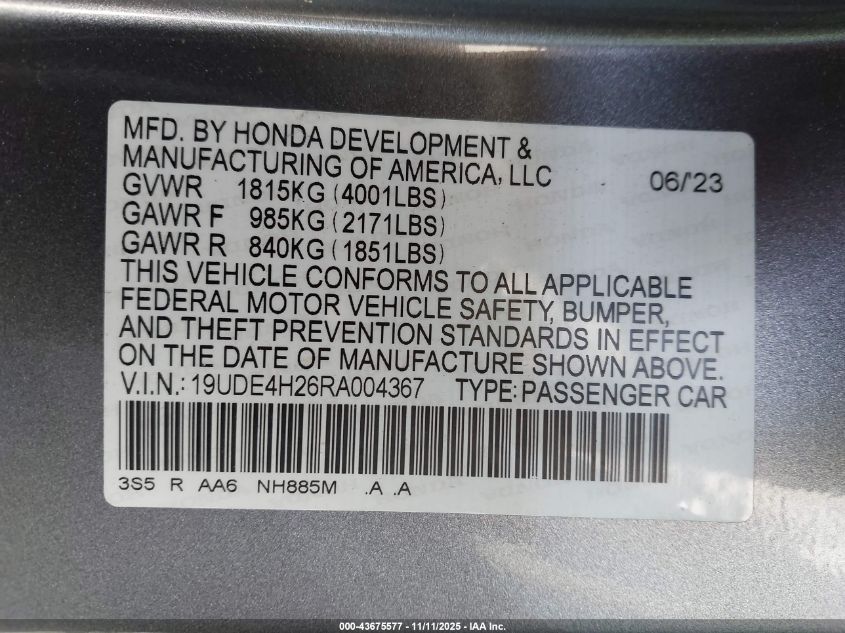 MFD. BY HONDA DEVELOPMENT &
MANUFACTURING OF AMERICA, LLC 06/'23
GVWR 1815KG (4001LBS)
GAWR F 985KG (2171LBS)
GAWR R 840KG (1851LBS)
THIS VEHICLE CONFORMS TO ALL APPLICABLE
FEDERAL MOTOR VEHICLE SAFETY, BUMPER,
AND THEFT PREVENTION STANDARDS IN EFFECT
ON THE DATE OF MANUFACTURE SHOWN ABOVE.
V.I.N.: 19UDE4H26RA004367 TYPE: PASSENGER CAR
3S5 R AA6 NH885M .A .A
000-43675577 - 11/11/2025 - IAA Inc.